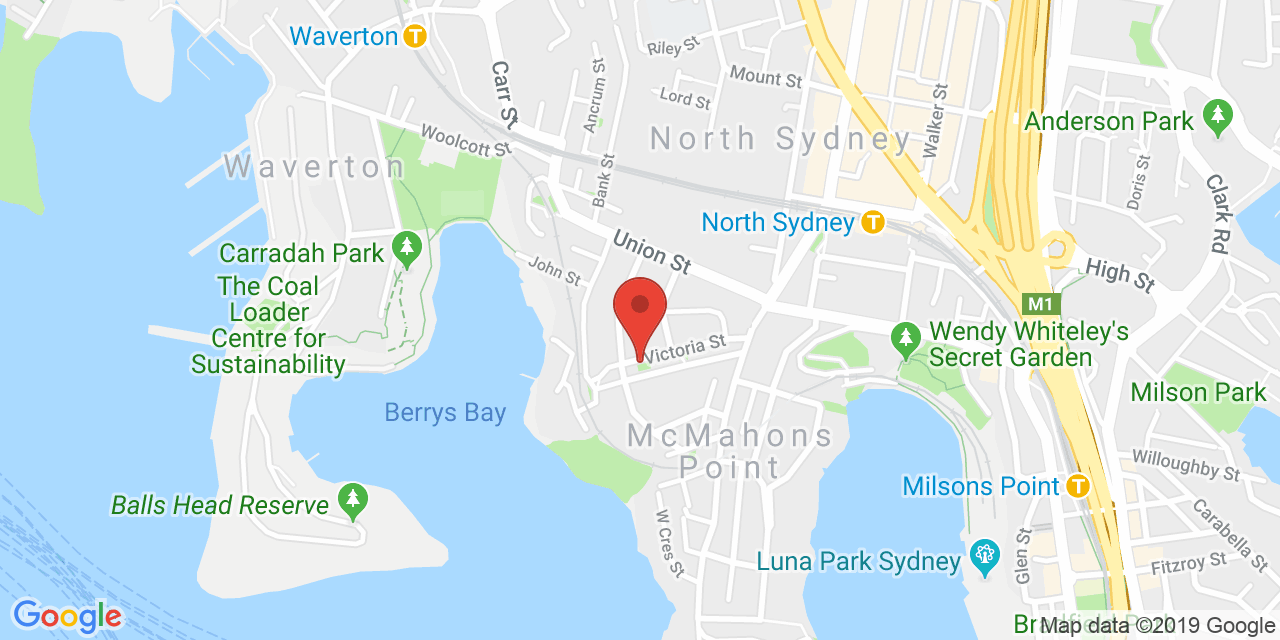 Waverton
Carr St
Ancrum St
Riley St
Mount St
Lord St
North Sydney
Walker St
Anderson Park
Doris St
Clark Rd
Woolcott St
Waverton
Bank St
North Sydney
Union St
John St
Carradah Park
The Coal
Loader
Centre for
Sustainability
High St
M1
Wendy Whiteley's
Secret Garden
Victoria St
Milson Park
Berrys Bay
McMahons
Point
Willoughby St
Milsons Point
Balls Head Reserve
W Cres St
Carabella St
Luna Park Sydney
Glen St
Fitzroy St
Google
Map data ©2019 Google